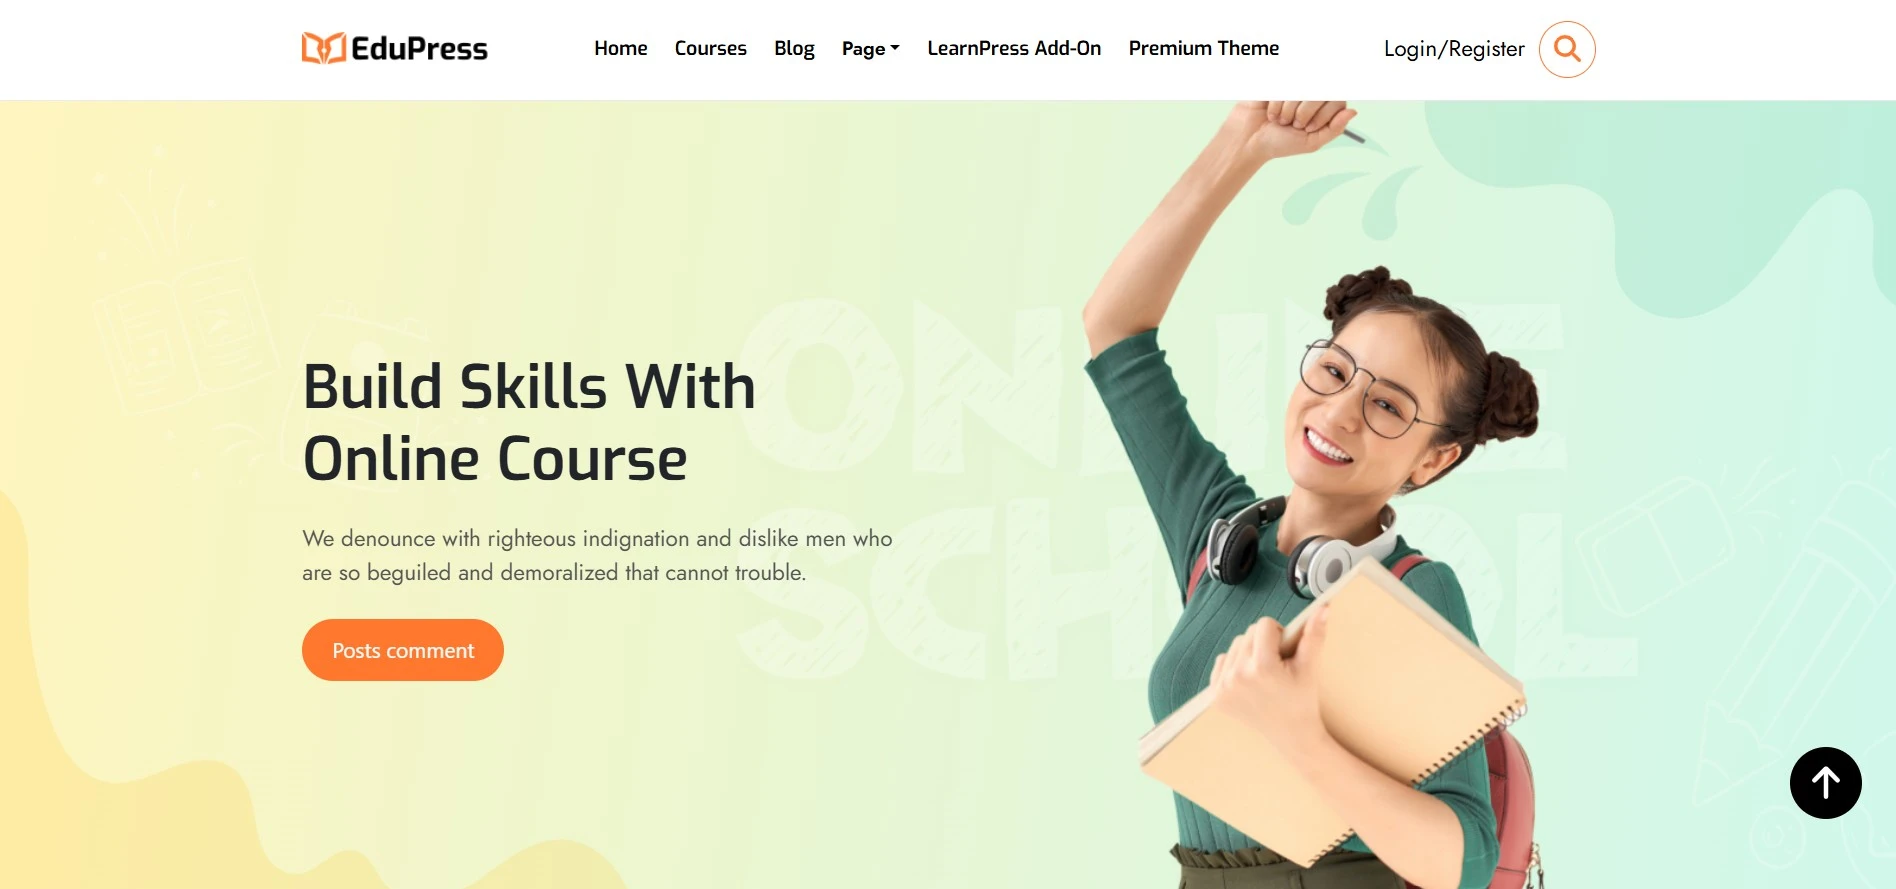 EduPress
Home Courses Blog Page LearnPress Add-On Premium Theme
Login/Register
ONLINE
SCHOOL
Build Skills With
Online Course
We denounce with righteous indignation and dislike men who
are so beguiled and demoralized that cannot trouble.
Posts comment